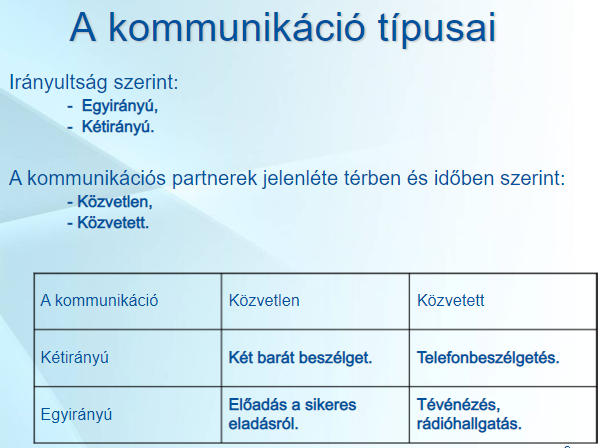 A kommunikáció típusai
Irányultság szerint:
- Egyirányú,
- Kétirányú.
A kommunikációs partnerek jelenléte térben és időben szerint:
- Közvetlen,
- Közvetett.
A kommunikáció Közvetlen Közvetett
Kétirányú Két barát beszélget. Telefonbeszélgetés.
Egyirányú
Előadás a sikeres
eladásról.
Tévénézés,
rádióhallgatás.